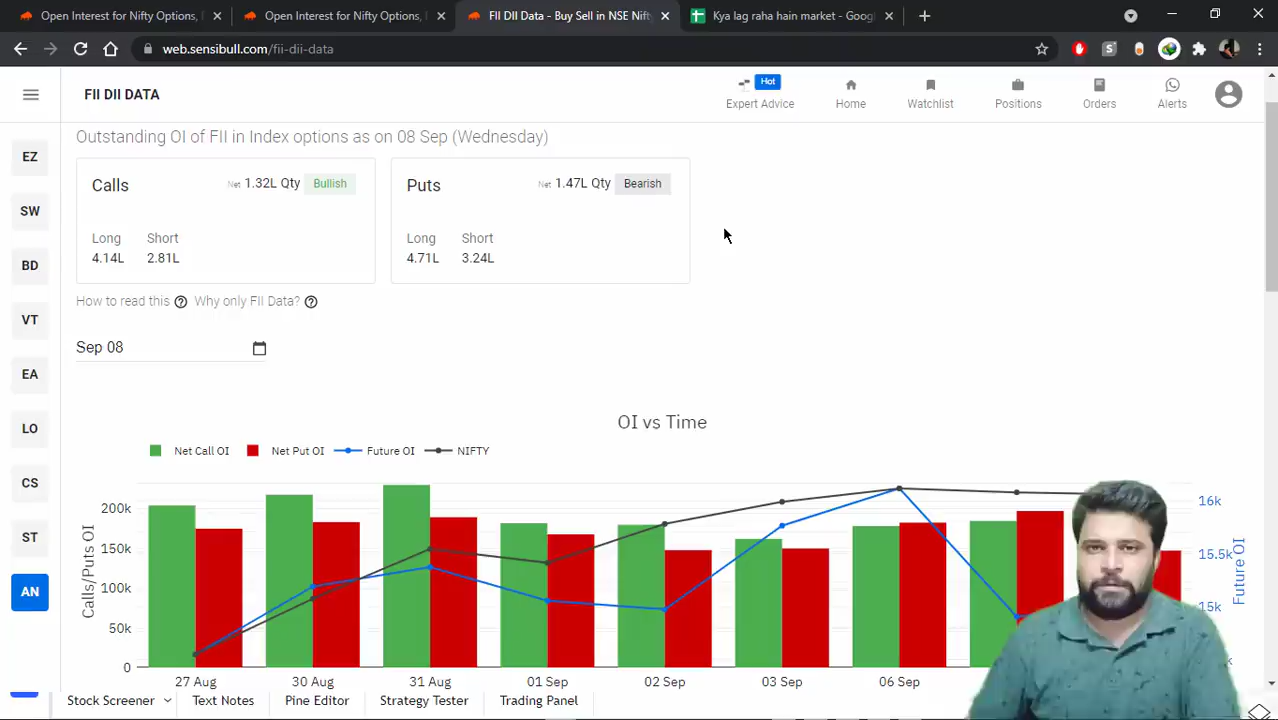 Open Interest for Nifty Options,
Open Interest for Nifty Options,
FII DII Data - Buy Sell in NSE Nift
Kya lag raha hain market - Goog
web.sensibull.com/fii-dii-data
FII DII DATA
Hot
Expert Advice
Home
Watchlist
Positions
Orders
Alerts
EZ
SW
BD
VT
EA
LO
CS
ST
AN
Outstanding OI of FII in Index options as on 08 Sep (Wednesday)
Calls
Net 1.32L Qty Bullish
Long Short
4.14L 2.81L
Puts
Net 1.47L Qty Bearish
Long Short
4.71L 3.24L
How to read this ? Why only FII Data? ?
Sep 08
OI vs Time
Net Call OI Net Put OI Future OI NIFTY
Calls/Puts OI
200k
150k
100k
50k
0
16k
15.5k
15k
Future OI
27 Aug 30 Aug 31 Aug 01 Sep 02 Sep 03 Sep 06 Sep
Stock Screener Text Notes Pine Editor Strategy Tester Trading Panel